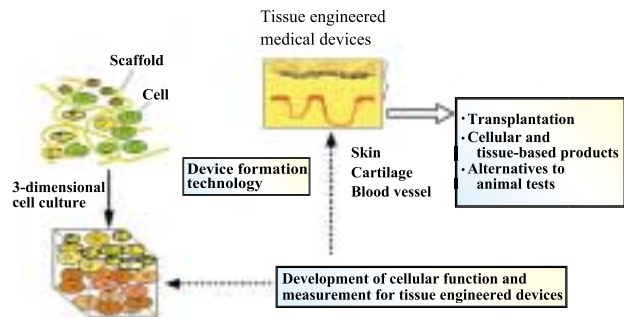 Tissue engineered
medical devices
Scaffold
Cell
3-dimensional
cell culture
Device formation
technology
Skin
Cartilage
Blood vessel
· Transplantation
· Cellular and
tissue-based products
· Alternatives to
animal tests
Development of cellular function and
measurement for tissue engineered devices